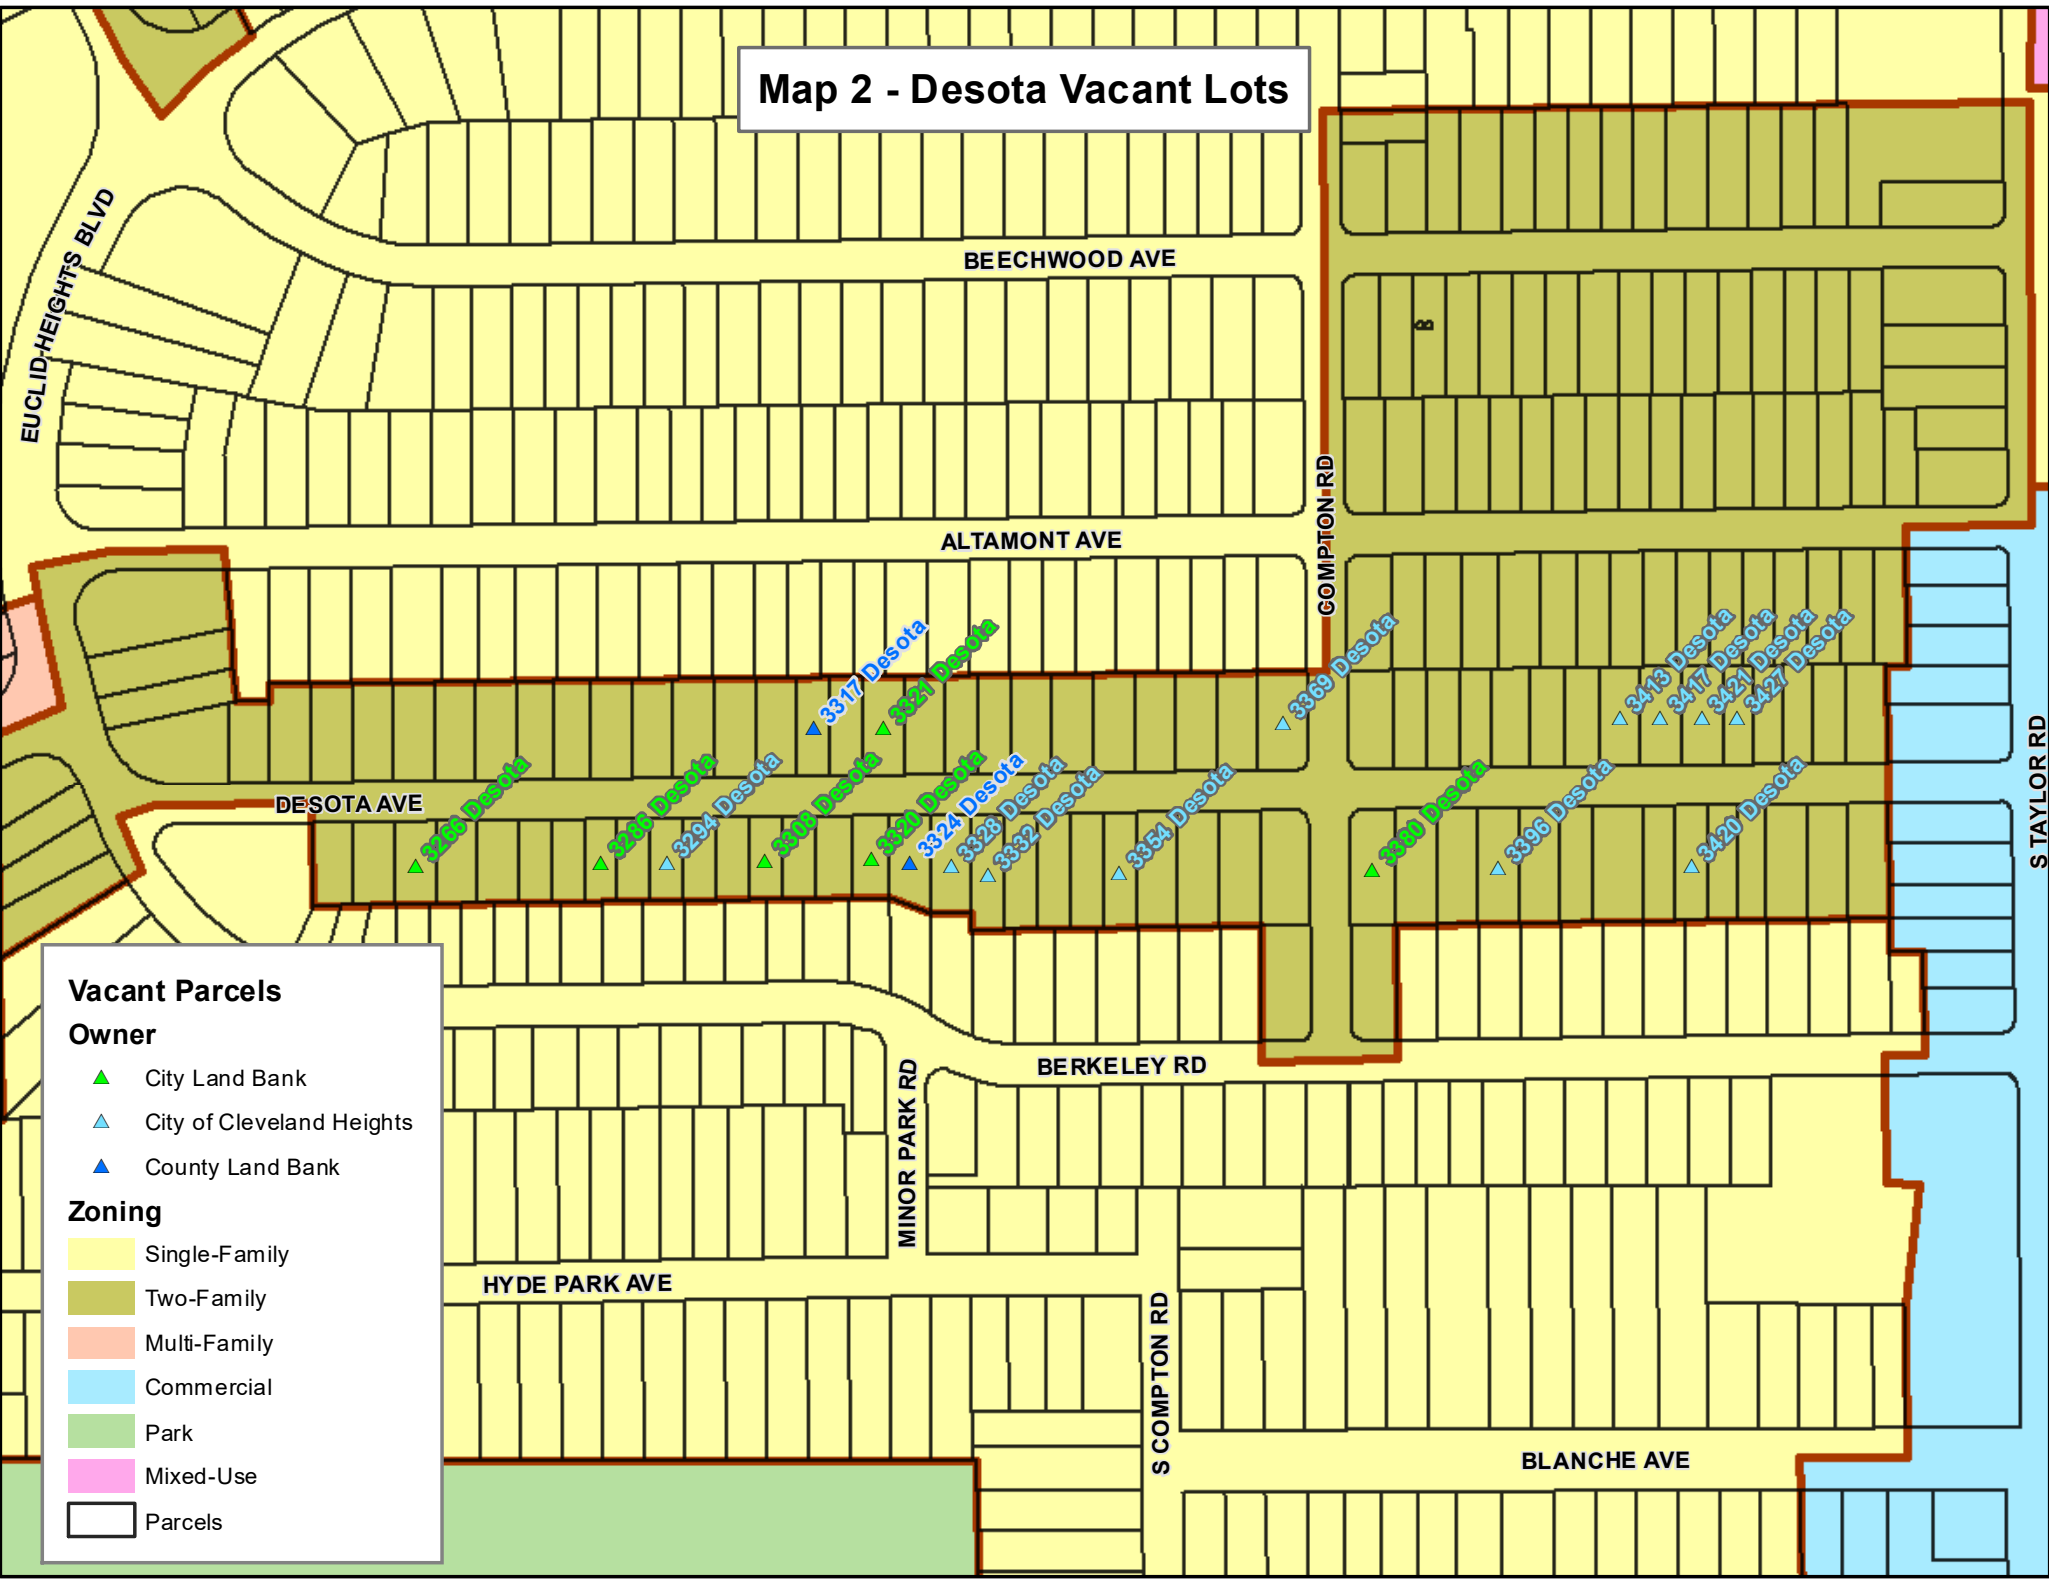 Map 2 - Desota Vacant Lots
EUCLID-HEIGHTS BLVD
BEECHWOOD AVE
B
ALTAMONT AVE
COMPTON RD
3317 Desota
3321 Desota
3369 Desota
3413 Desota
3417 Desota
3421 Desota
3427 Desota
S TAYLOR RD
DESOTA AVE
3266 Desota
3286 Desota
3294 Desota
3308 Desota
3320 Desota
3324 Desota
3328 Desota
3332 Desota
3354 Desota
3380 Desota
3396 Desota
3420 Desota
BERKELEY RD
MINOR PARK RD
HYDE PARK AVE
S COMPTON RD
BLANCHE AVE
Vacant Parcels
Owner
City Land Bank
City of Cleveland Heights
County Land Bank
Zoning
Single-Family
Two-Family
Multi-Family
Commercial
Park
Mixed-Use
Parcels